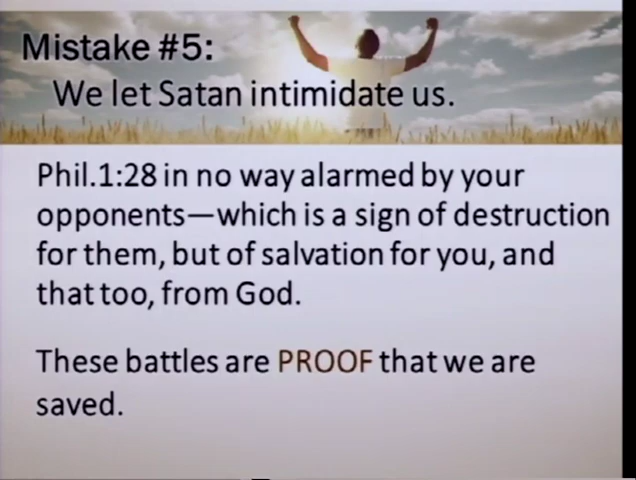 Mistake #5:
We let Satan intimidate us.
Phil.1:28 in no way alarmed by your
opponents—which is a sign of destruction
for them, but of salvation for you, and
that too, from God.
These battles are PROOF that we are
saved.